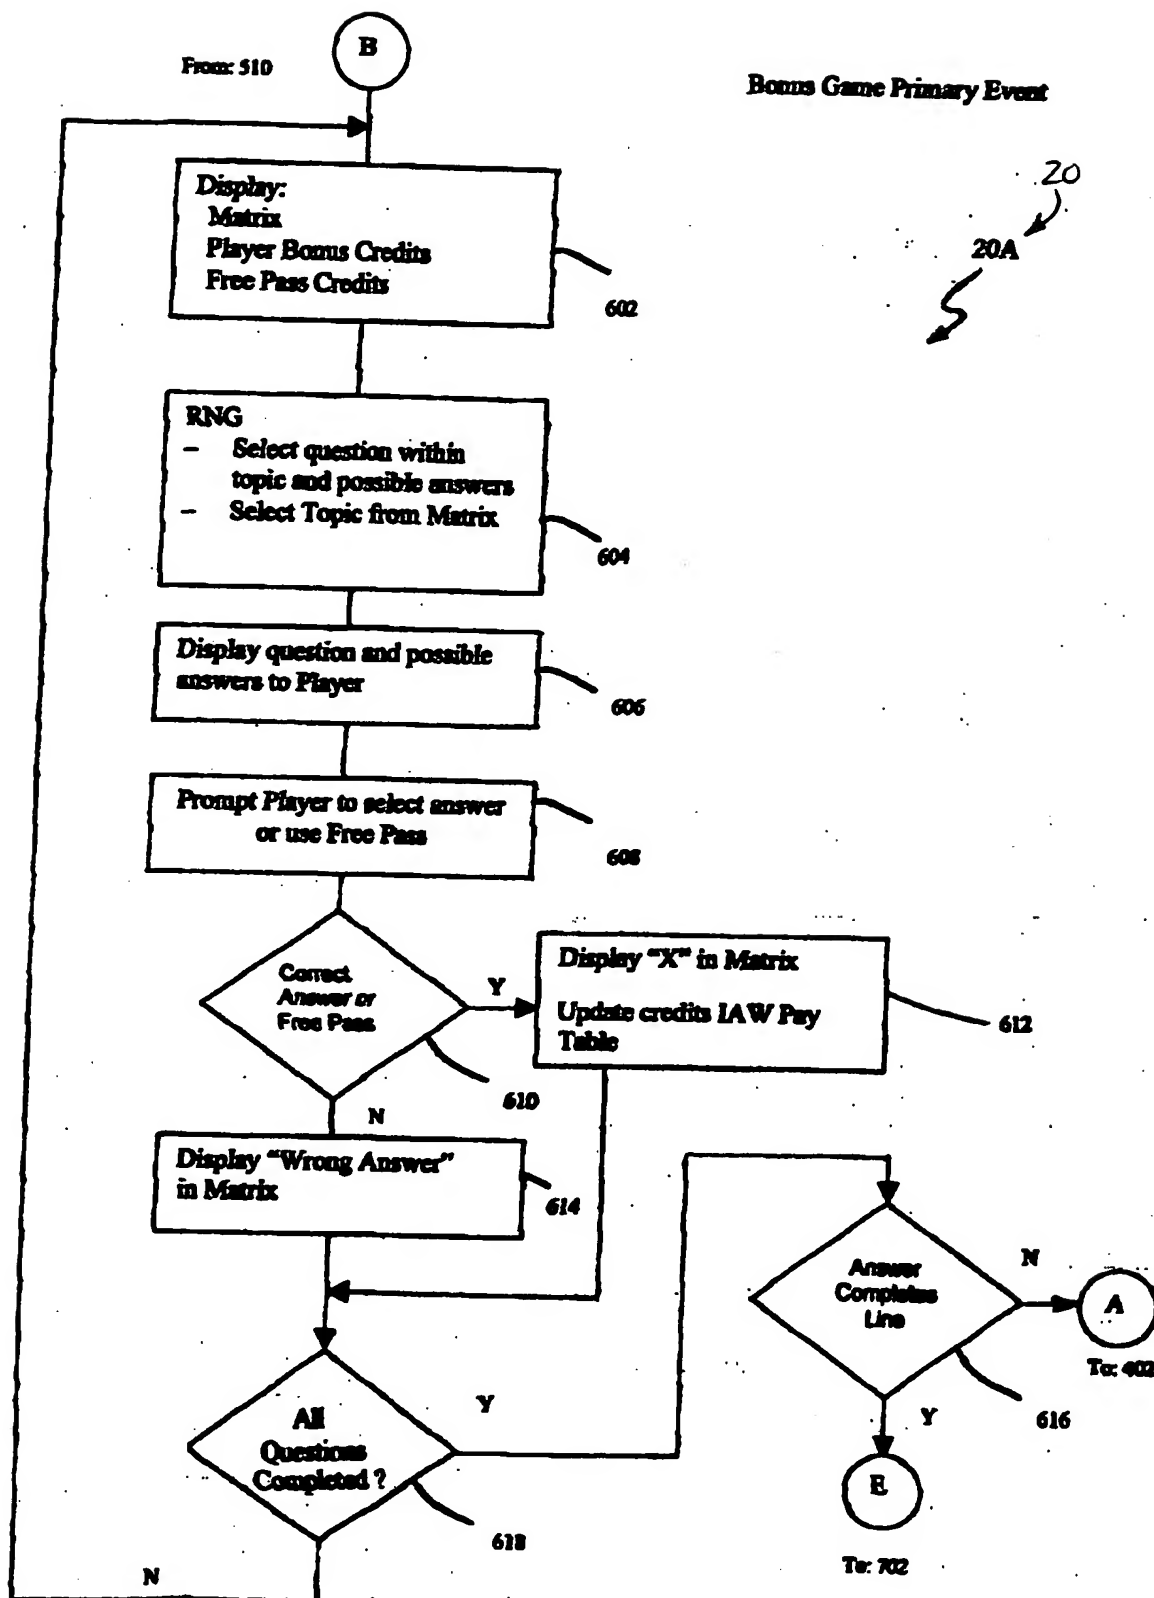 B
From: 510
Bonus Game Primary Event
20
20A
Display:
Matrix
Player Bonus Credits
Free Pass Credits
602
RNG
- Select question within
topic and possible answers
- Select Topic from Matrix
604
Display question and possible
answers to Player
606
Prompt Player to select answer
or use Free Pass
608
Correct
Answer or
Free Pass
Y
610
N
Display "X" in Matrix
Update credits IAW Pay
Table
612
Display "Wrong Answer"
in Matrix
614
Answer
Completes
Line
N
A
To: 402
616
Y
E
To: 702
All
Questions
Completed ?
Y
618
N